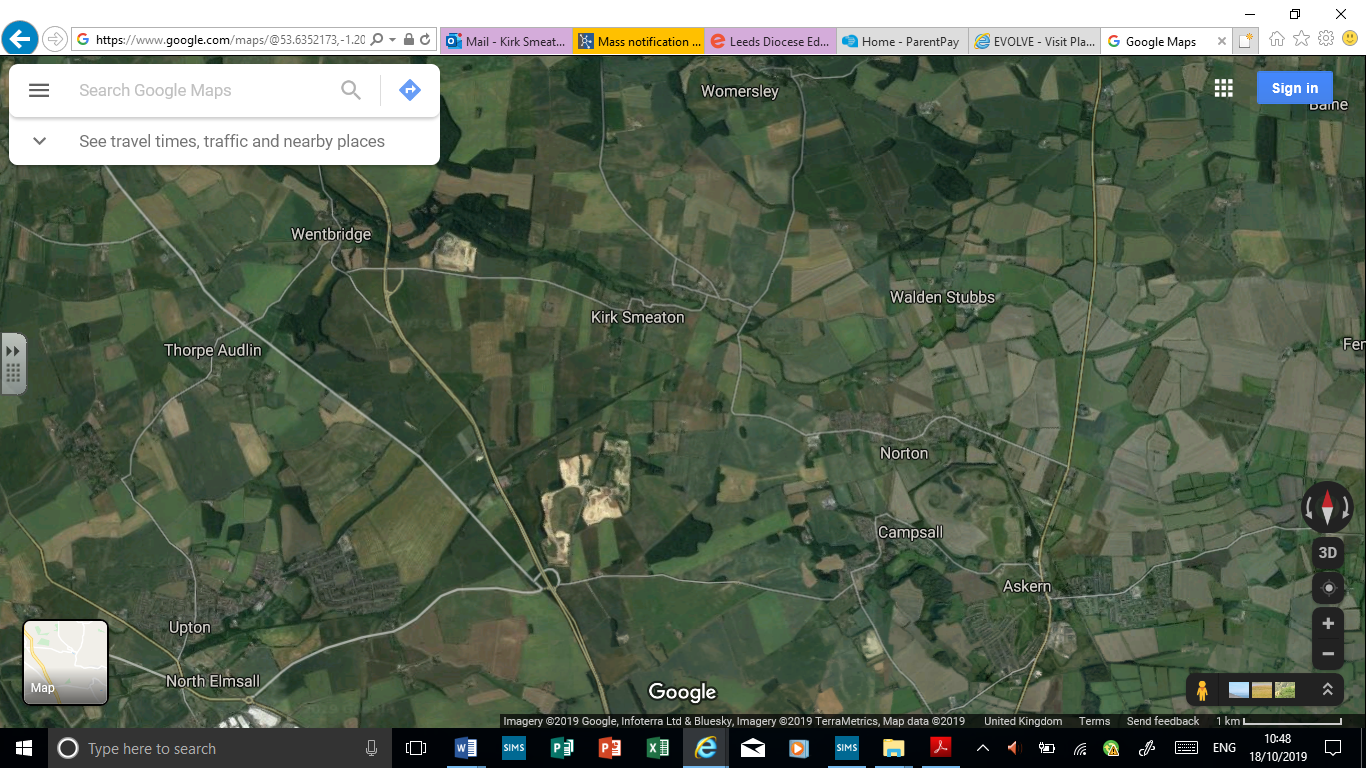 https://www.google.com/maps/@53.6352173,-1.20
Mail - Kirk Smeat...
Mass notification ...
Leeds Diocese Ed...
Home - ParentPay
EVOLVE - Visit Pla...
Google Maps
Search Google Maps
See travel times, traffic and nearby places
Sign in
Womersley
Balne
Wentbridge
Walden Stubbs
Kirk Smeaton
Thorpe Audlin
Fen
Norton
Campsall
3D
Askern
Upton
North Elmsall
Map
Google
Imagery ©2019 Google, Infoterra Ltd & Bluesky, Imagery ©2019 TerraMetrics, Map data ©2019 United Kingdom Terms Send feedback 1 km
Type here to search
SIMS
SIMS
ENG
10:48
18/10/2019